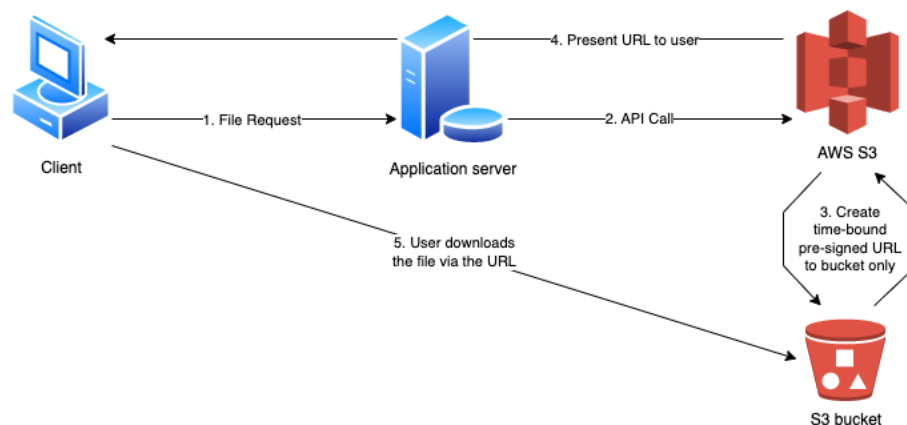 4. Present URL to user
1. File Request
2. API Call
Client
Application server
AWS S3
3. Create
time-bound
pre-signed URL
to bucket only
5. User downloads
the file via the URL
S3 bucket